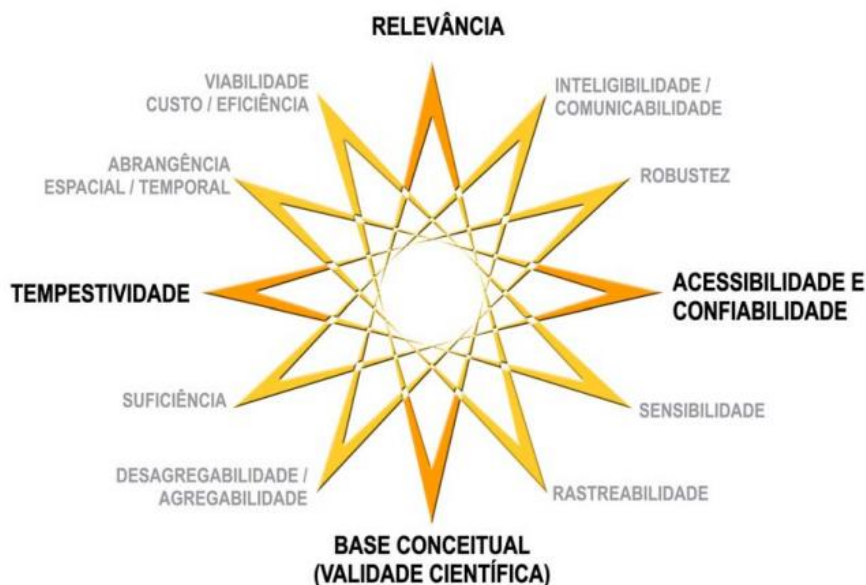 RELEVÂNCIA
VIABILIDADE
CUSTO / EFICIÊNCIA
INTELIGIBILIDADE /
COMUNICABILIDADE
ABRANGÊNCIA
ESPACIAL / TEMPORAL
ROBUSTEZ
TEMPESTIVIDADE
ACESSIBILIDADE E
CONFIABILIDADE
SUFICIÊNCIA
SENSIBILIDADE
DESAGREGABILIDADE /
AGREGABILIDADE
RASTREABILIDADE
BASE CONCEITUAL
(VALIDADE CIENTÍFICA)